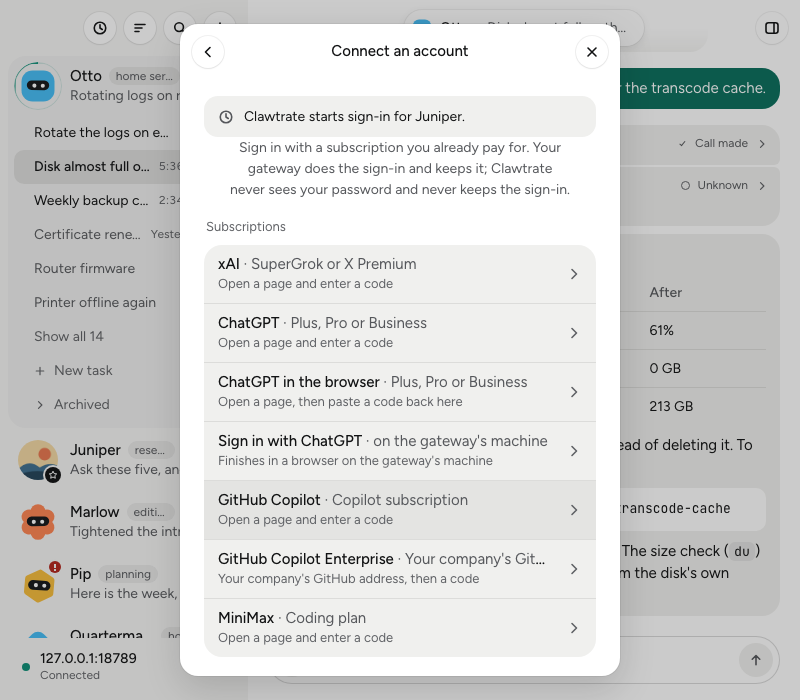 Connect an account
Clawtrate starts sign-in for Juniper.
Sign in with a subscription you already pay for. Your
gateway does the sign-in and keeps it; Clawtrate
never sees your password and never keeps the sign-in.
Subscriptions
xAI · SuperGrok or X Premium
Open a page and enter a code
ChatGPT · Plus, Pro or Business
Open a page and enter a code
ChatGPT in the browser · Plus, Pro or Business
Open a page, then paste a code back here
Sign in with ChatGPT · on the gateway's machine
Finishes in a browser on the gateway's machine
GitHub Copilot · Copilot subscription
Open a page and enter a code
GitHub Copilot Enterprise · Your company's Git...
Your company's GitHub address, then a code
MiniMax · Coding plan
Open a page and enter a code
Otto home ser...
Rotating logs on
Rotate the logs on e...
Disk almost full o... 5:36
Weekly backup c... 2:34
Certificate rene... Yeste
Router firmware
Printer offline again
Show all 14
New task
Archived
Juniper rese...
Ask these five, an
Marlow editi...
Tightened the intr
Pip planning
Here is the week,
Quarterma
127.0.0.1:18789
Connected
the transcode cache.
Call made
Unknown
After
61%
0 GB
213 GB
ead of deleting it. To
transcode-cache
The size check ( du )
the disk's own